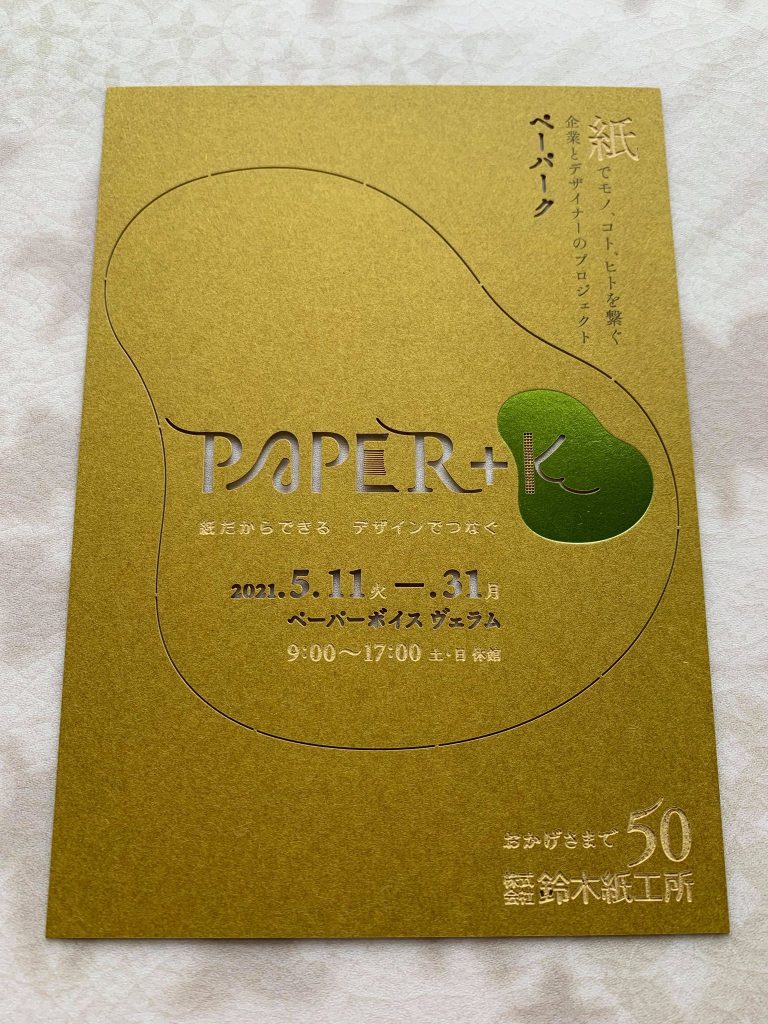 紙でモノ、コト、ヒトを繋ぐ
企業とデザイナーのプロジェクト
ペーパーク
PAPER+K
紙だからできる デザインでつなぐ
2021.5.11火―.31月
ペーパーボイス ヴェラム
9:00〜17:00 土・日 休館
おかげさまで50
株式会社鈴木紙工所